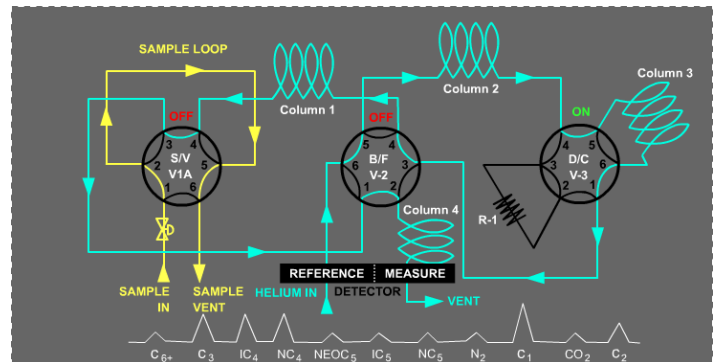 SAMPLE LOOP
Column 1
Column 2
Column 3
OFF
OFF
ON
3 4
2 S/V 5
V1A
1 6
5 4
6 B/F 3
V-2
1 2
4 5
3 D/C 6
V-3
2 1
R-1
Column 4
REFERENCE MEASURE
DETECTOR
SAMPLE IN
SAMPLE VENT
HELIUM IN
VENT
C6+ C3 IC4 NC4 NEOC5 IC5 NC5 N2 C1 CO2 C2